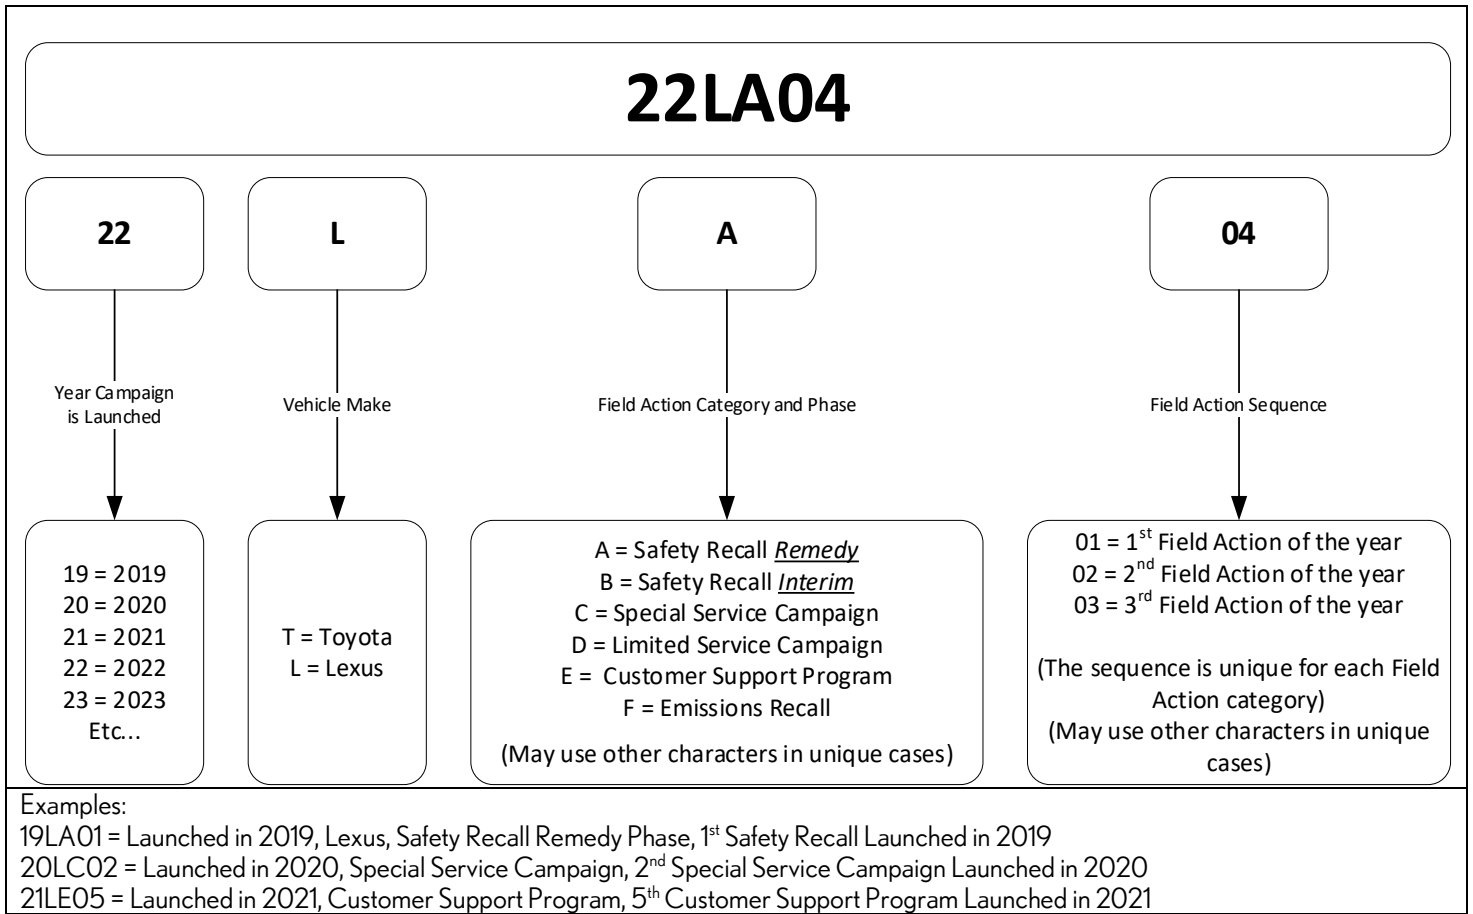 22LA04
22
L
A
04
Year Campaign
is Launched
Vehicle Make
Field Action Category and Phase
Field Action Sequence
19 = 2019
20 = 2020
21 = 2021
22 = 2022
23 = 2023
Etc...
T = Toyota
L = Lexus
A = Safety Recall Remedy
B = Safety Recall Interim
C = Special Service Campaign
D = Limited Service Campaign
E = Customer Support Program
F = Emissions Recall
(May use other characters in unique cases)
01 = 1st Field Action of the year
02 = 2nd Field Action of the year
03 = 3rd Field Action of the year
(The sequence is unique for each Field
Action category)
(May use other characters in unique
cases)
Examples:
19LA01 = Launched in 2019, Lexus, Safety Recall Remedy Phase, 1st Safety Recall Launched in 2019
20LC02 = Launched in 2020, Special Service Campaign, 2nd Special Service Campaign Launched in 2020
21LE05 = Launched in 2021, Customer Support Program, 5th Customer Support Program Launched in 2021